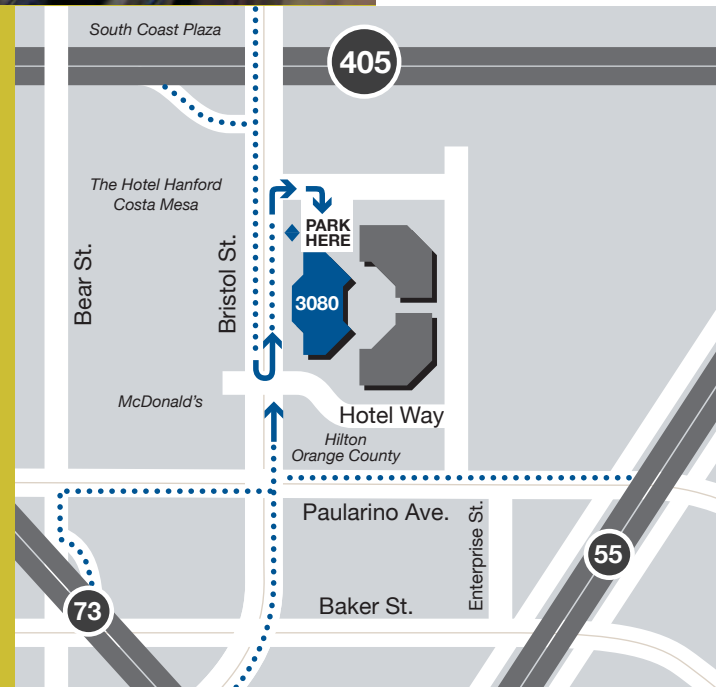 South Coast Plaza
405
The Hotel Hanford
Costa Mesa
PARK
HERE
Bear St.
Bristol St.
3080
McDonald's
Hotel Way
Hilton
Orange County
Paularino Ave.
Enterprise St.
55
73
Baker St.